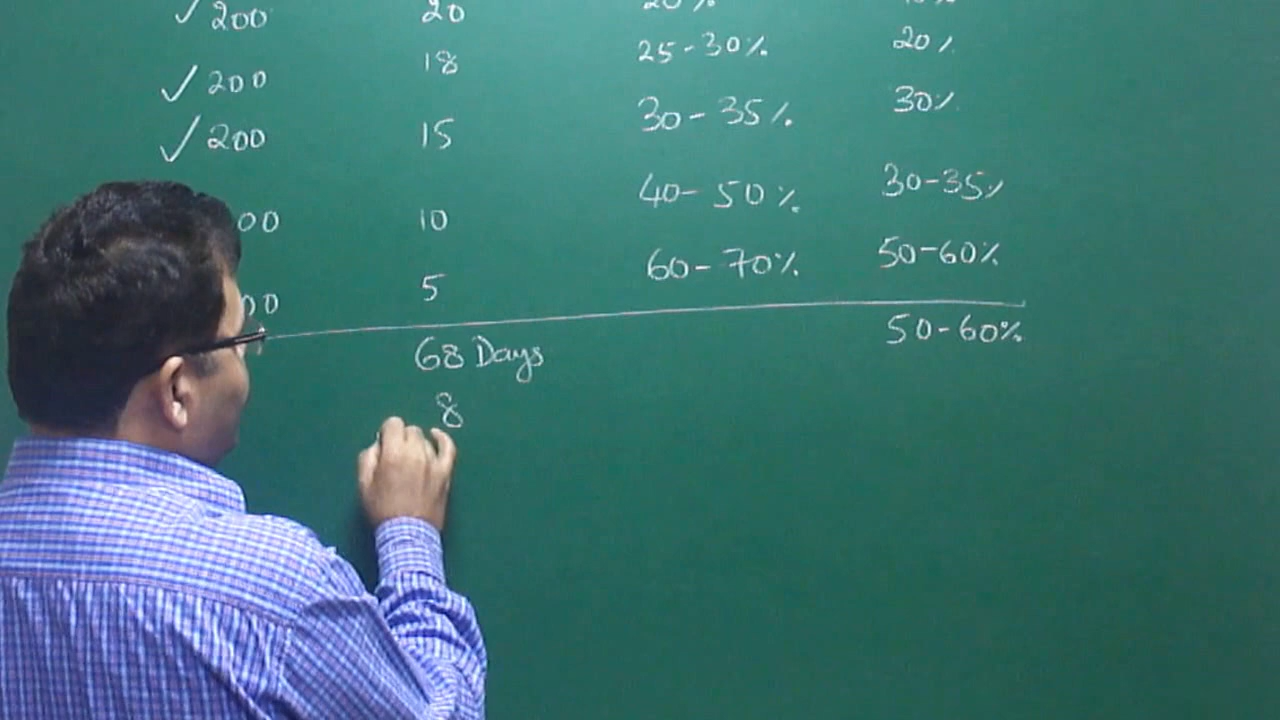 ✓ 200 20 20%
✓ 200 18 25-30% 20%
✓ 200 15 30-35% 30%
00 10 40-50% 30-35%
00 5 60-70% 50-60%
68 Days 50-60%
8